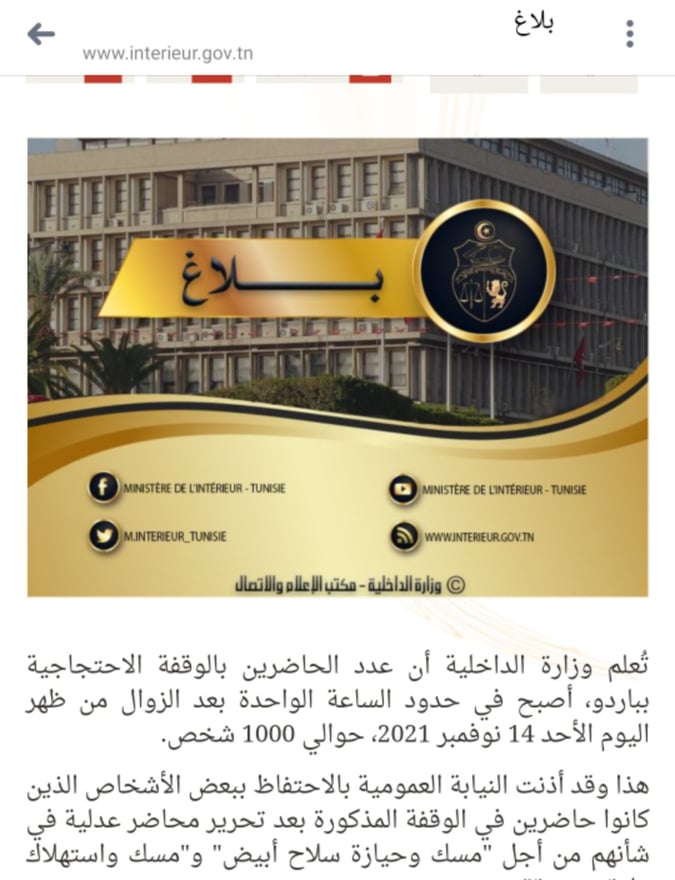 بلاغ
www.interieur.gov.tn
بـــــلاغ
MINISTÈRE DE L'INTÉRIEUR - TUNISIE
MINISTÈRE DE L'INTÉRIEUR - TUNISIE
M.INTERIEUR_TUNISIE
WWW.INTERIEUR.GOV.TN
© وزارة الداخلية - مكتب الإعلام والاتصال
تُعلم وزارة الداخلية أن عدد الحاضرين بالوقفة الاحتجاجية
بباردو، أصبح في حدود الساعة الواحدة بعد الزوال من ظهر
اليوم الأحد 14 نوفمبر 2021، حوالي 1000 شخص.
هذا وقد أذنت النيابة العمومية بالاحتفاظ ببعض الأشخاص الذين
كانوا حاضرين في الوقفة المذكورة بعد تحرير محاضر عدلية في
شأنهم من أجل "مسك وحيازة سلاح أبيض" و"مسك واستهلاك